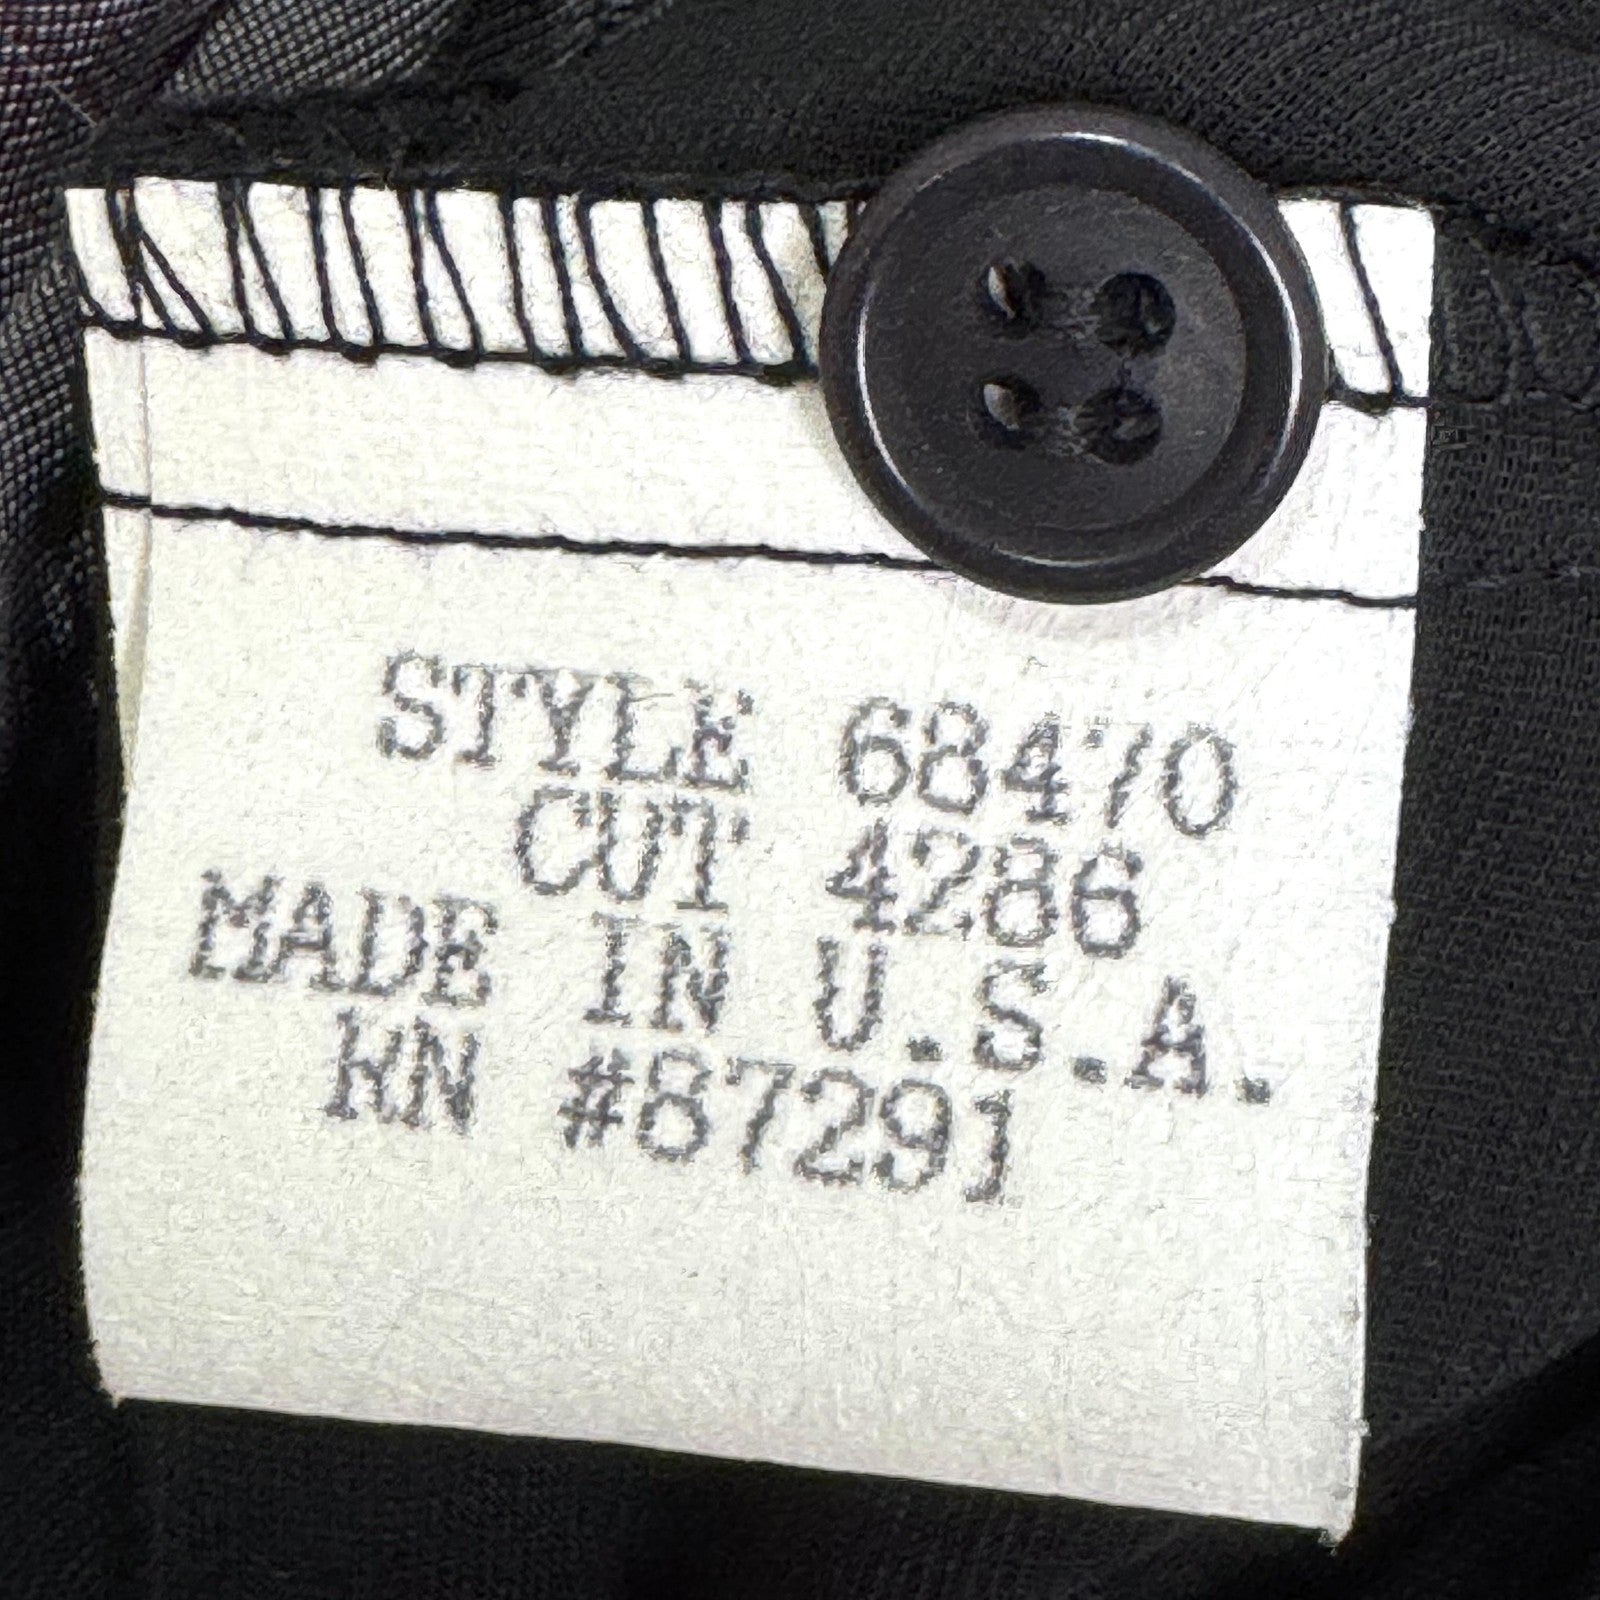 STYLE 68470
CUT 4286
MADE IN U.S.A.
RN #87291